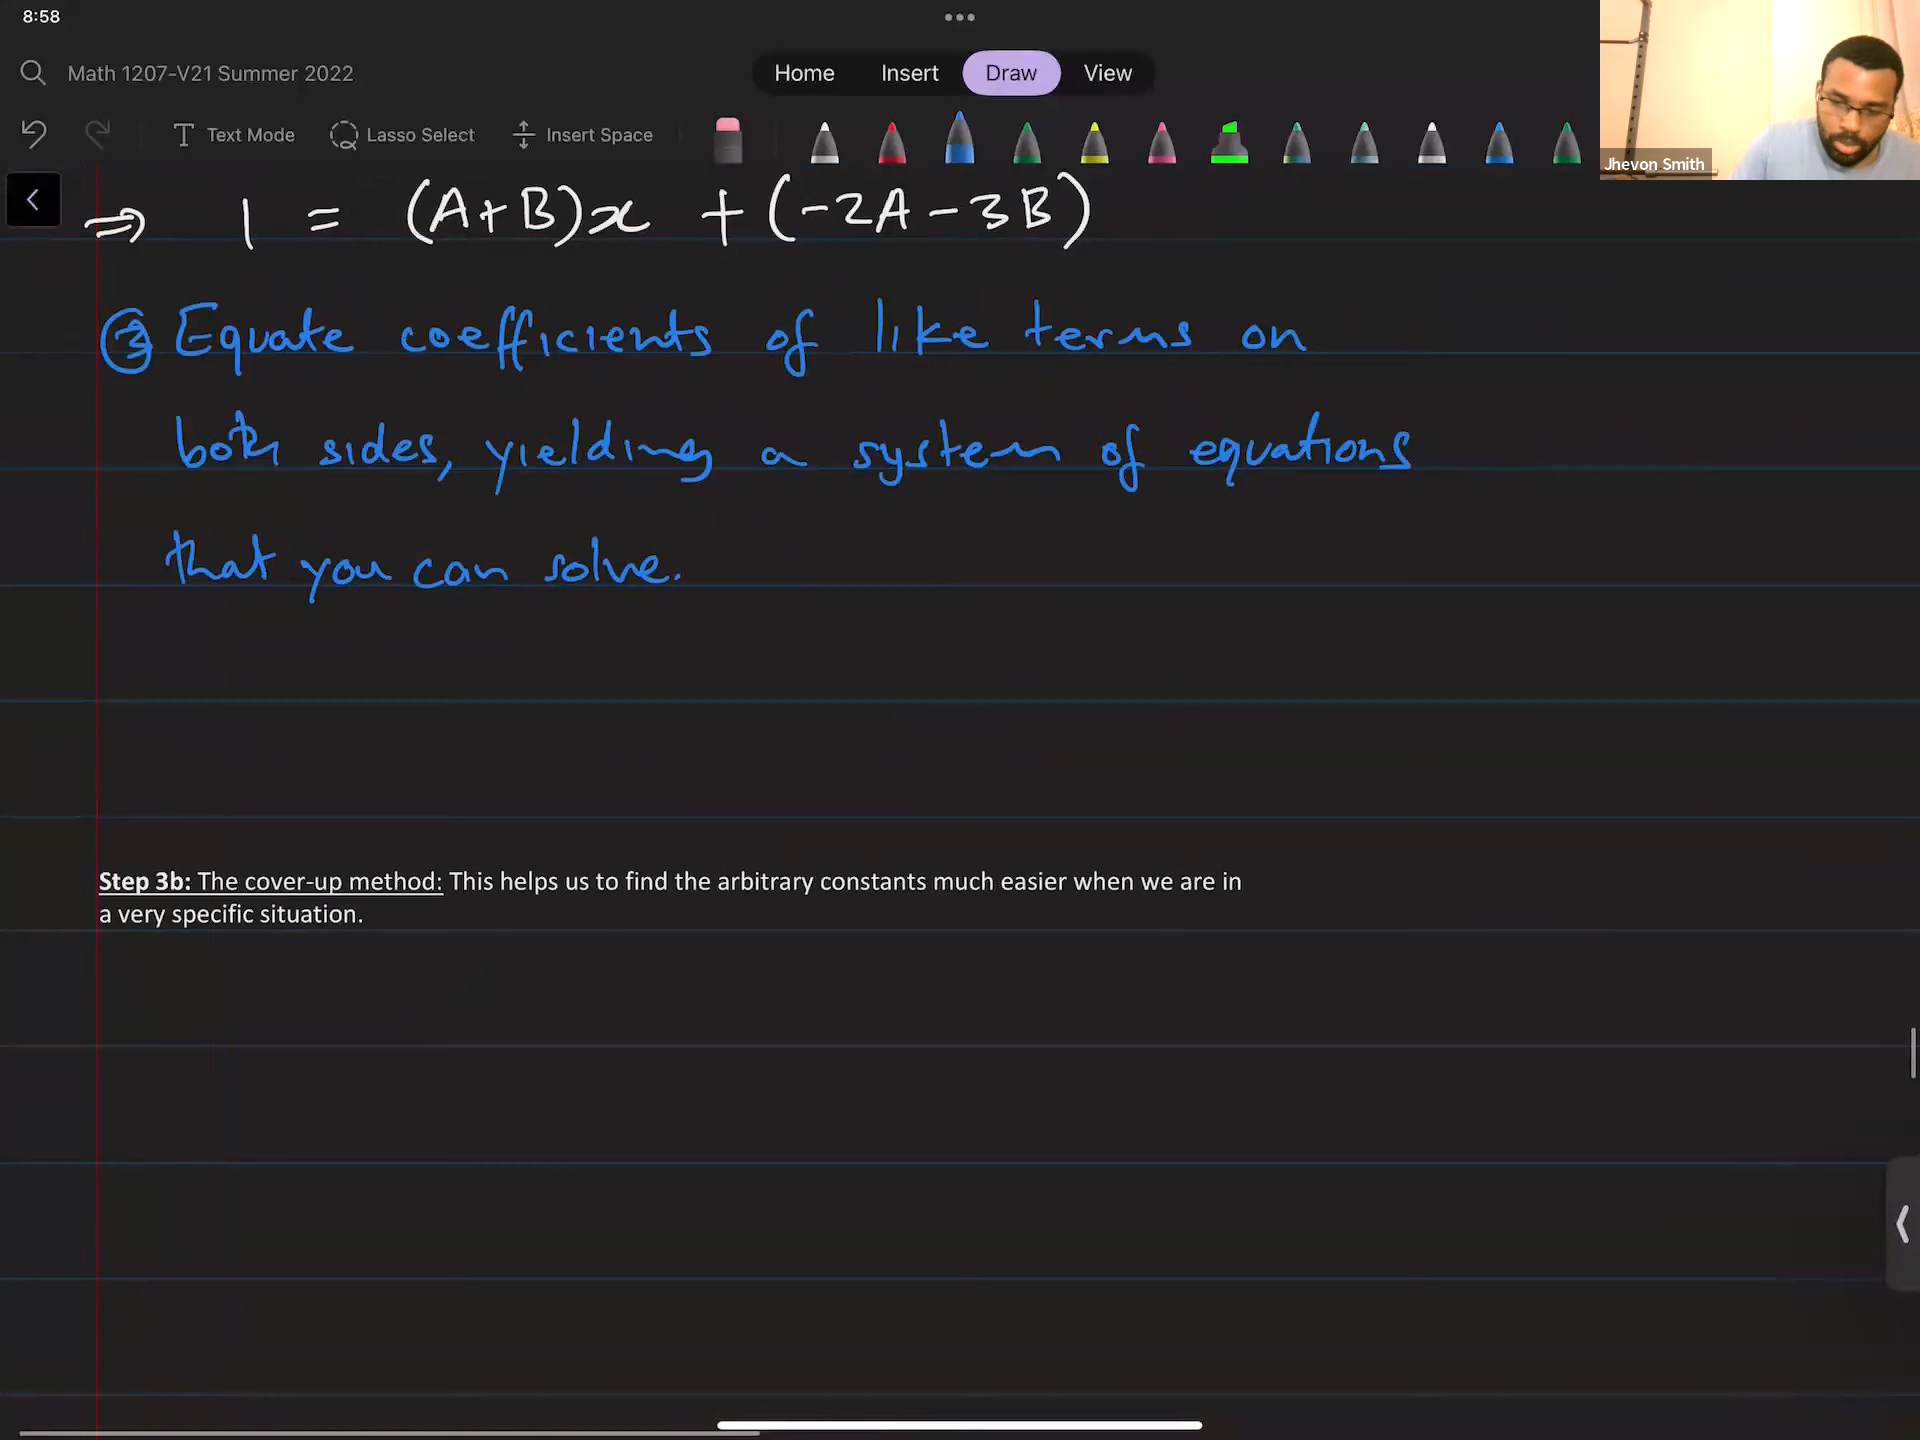 8:58
Math 1207-V21 Summer 2022
Home Insert Draw View
Text Mode Lasso Select Insert Space
Jhevon Smith
⇒ 1 = (A+B)x + (-2A-3B)
③ Equate coefficients of like terms on
both sides, yielding a system of equations
that you can solve.
Step 3b: The cover-up method: This helps us to find the arbitrary constants much easier when we are in
a very specific situation.